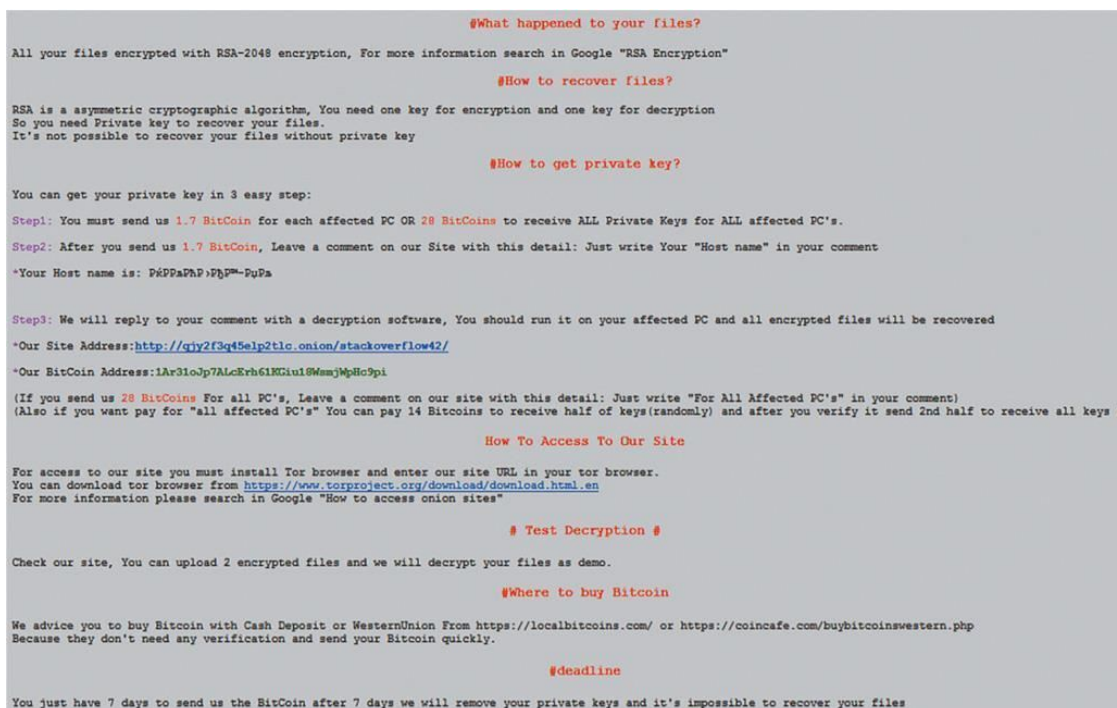 #What happened to your files?
All your files encrypted with RSA-2048 encryption, For more information search in Google "RSA Encryption"
#How to recover files?
RSA is a asymmetric cryptographic algorithm, You need one key for encryption and one key for decryption
So you need Private key to recover your files.
It's not possible to recover your files without private key
#How to get private key?
You can get your private key in 3 easy step:
Step1: You must send us 1.7 BitCoin for each affected PC OR 28 BitCoins to receive ALL Private Keys for ALL affected PC's.
Step2: After you send us 1.7 BitCoin, Leave a comment on our Site with this detail: Just write Your "Host name" in your comment
*Your Host name is:
Step3: We will reply to your comment with a decryption software, You should run it on your affected PC and all encrypted files will be recovered
*Our Site Address:http://qjy2f3q45elp2tlc.onion/stackoverflow42/
*Our BitCoin Address:
(If you send us 28 BitCoins For all PC's, Leave a comment on our site with this detail: Just write "For All Affected PC's" in your comment)
(Also if you want pay for "all affected PC's" You can pay 14 Bitcoins to receive half of keys(randomly) and after you verify it send 2nd half to receive all keys
How To Access To Our Site
For access to our site you must install Tor browser and enter our site URL in your tor browser.
You can download tor browser from https://www.torproject.org/download/download.html.en
For more information please search in Google "How to access onion sites"
# Test Decryption #
Check our site, You can upload 2 encrypted files and we will decrypt your files as demo.
#Where to buy Bitcoin
We advice you to buy Bitcoin with Cash Deposit or WesternUnion From https://localbitcoins.com/ or https://coincafe.com/buybitcoinswestern.php
Because they don't need any verification and send your Bitcoin quickly.
#deadline
You just have 7 days to send us the BitCoin after 7 days we will remove your private keys and it's impossible to recover your files